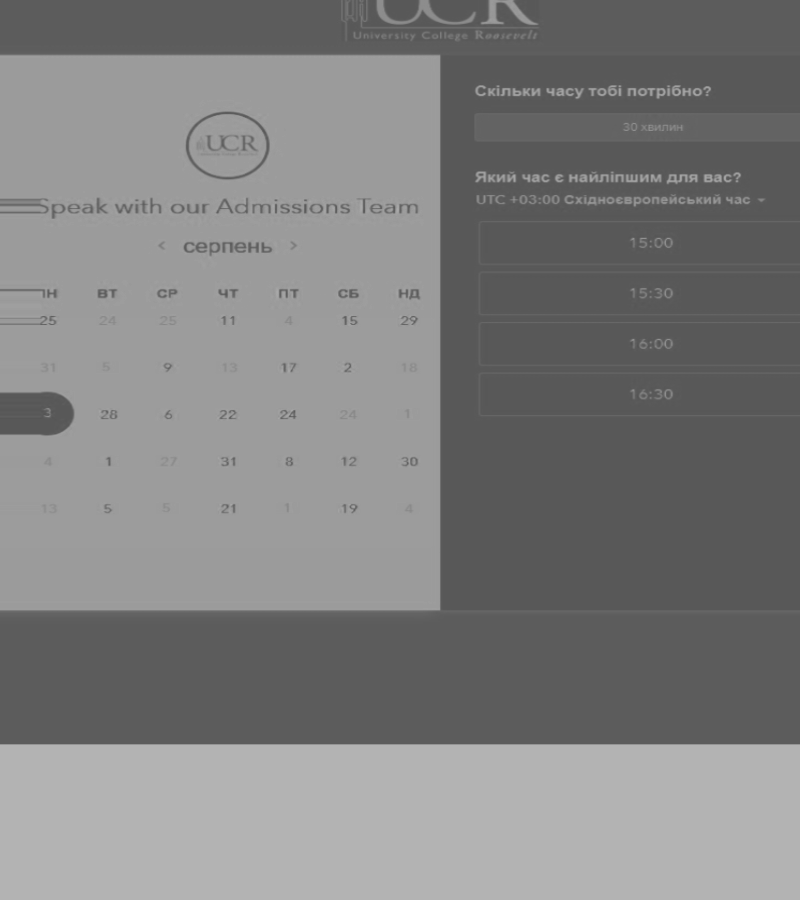 UCR
University College Roosevelt
UCR
Speak with our Admissions Team
< серпень >
ПН ВТ СР ЧТ ПТ СБ НД
25 24 25 11 4 15 29
31 5 9 13 17 2 18
3 28 6 22 24 24 1
4 1 27 31 8 12 30
13 5 5 21 1 19 4
Скільки часу тобі потрібно?
30 хвилин
Який час є найліпшим для вас?
UTC +03:00 Східноєвропейський час
15:00
15:30
16:00
16:30